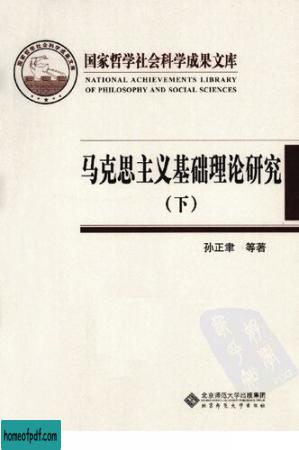 国家哲学社会科学成果文库
NATIONAL ACHIEVEMENTS LIBRARY
OF PHILOSOPHY AND SOCIAL SCIENCES
马克思主义基础理论研究
（下）
孙正聿 等著
北京师范大学出版集团
北京师范大学出版社
homeofpdf.com